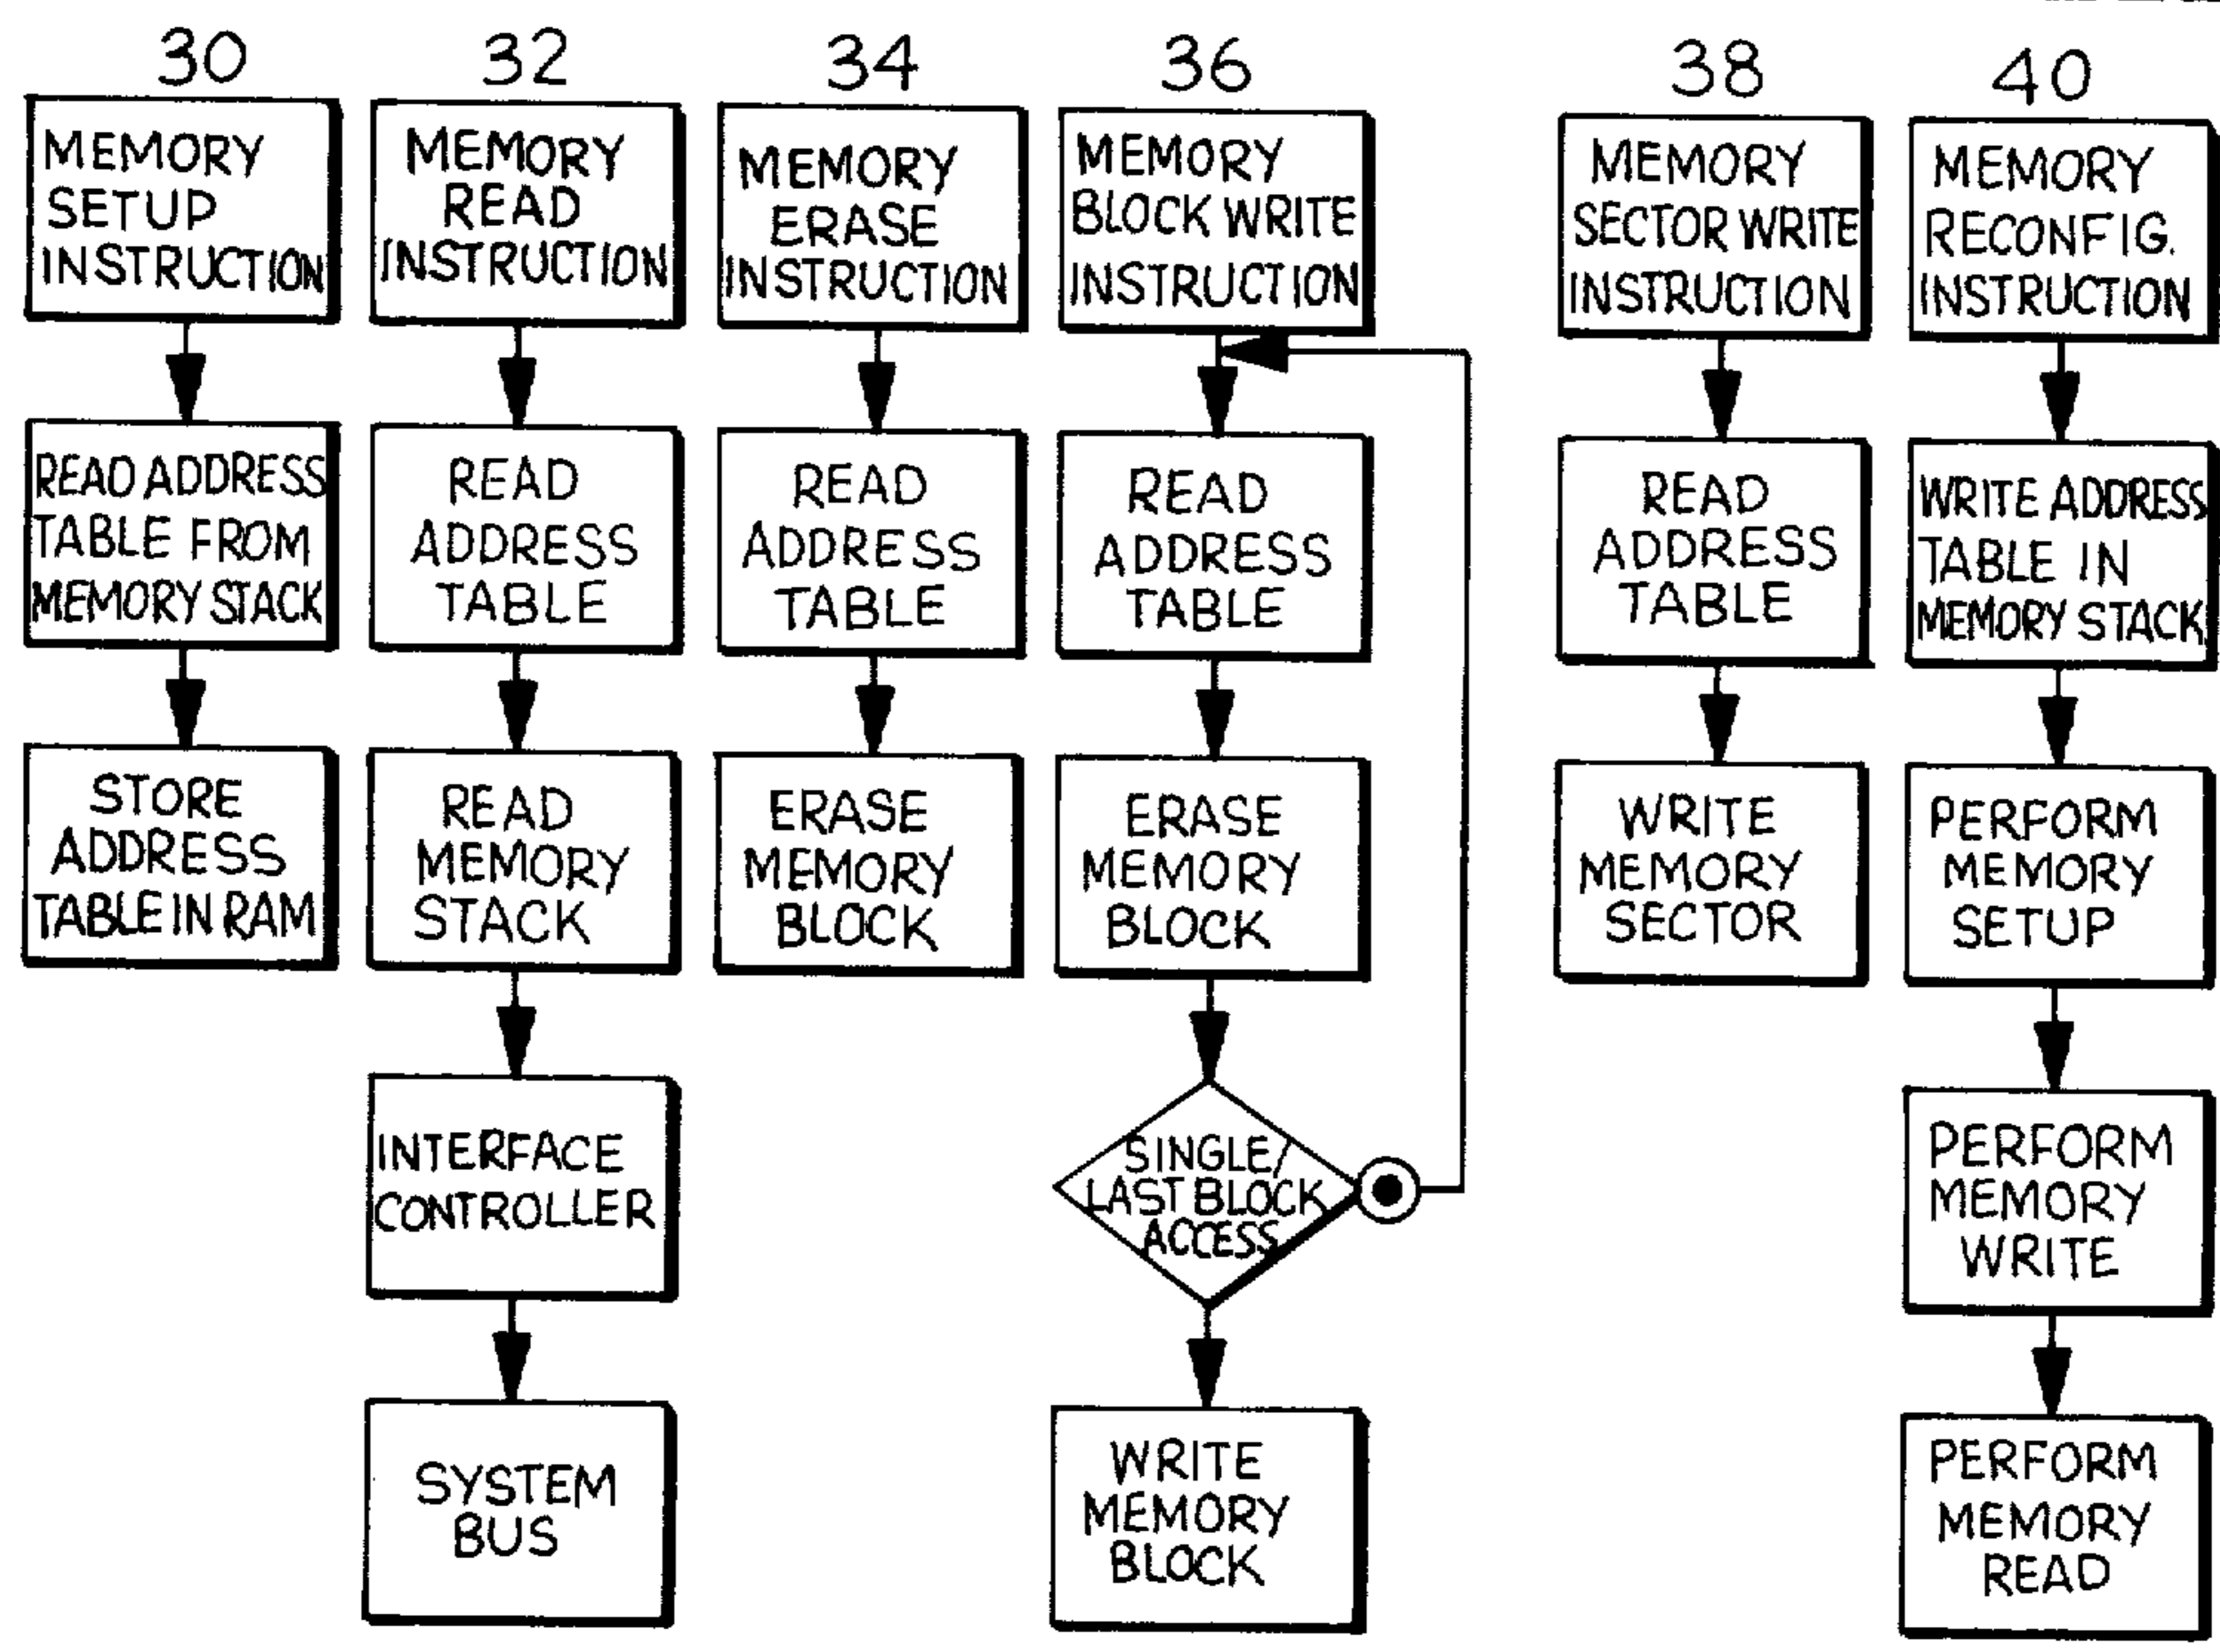 30
MEMORY
SETUP
INSTRUCTION
READ ADDRESS
TABLE FROM
MEMORY STACK
STORE
ADDRESS
TABLE IN RAM
32
MEMORY
READ
INSTRUCTION
READ
ADDRESS
TABLE
READ
MEMORY
STACK
INTERFACE
CONTROLLER
SYSTEM
BUS
34
MEMORY
ERASE
INSTRUCTION
READ
ADDRESS
TABLE
ERASE
MEMORY
BLOCK
36
MEMORY
BLOCK WRITE
INSTRUCTION
READ
ADDRESS
TABLE
ERASE
MEMORY
BLOCK
SINGLE/
LAST BLOCK
ACCESS
WRITE
MEMORY
BLOCK
38
MEMORY
SECTOR WRITE
INSTRUCTION
READ
ADDRESS
TABLE
WRITE
MEMORY
SECTOR
40
MEMORY
RECONFIG.
INSTRUCTION
WRITE ADDRESS
TABLE IN
MEMORY STACK
PERFORM
MEMORY
SETUP
PERFORM
MEMORY
WRITE
PERFORM
MEMORY
READ